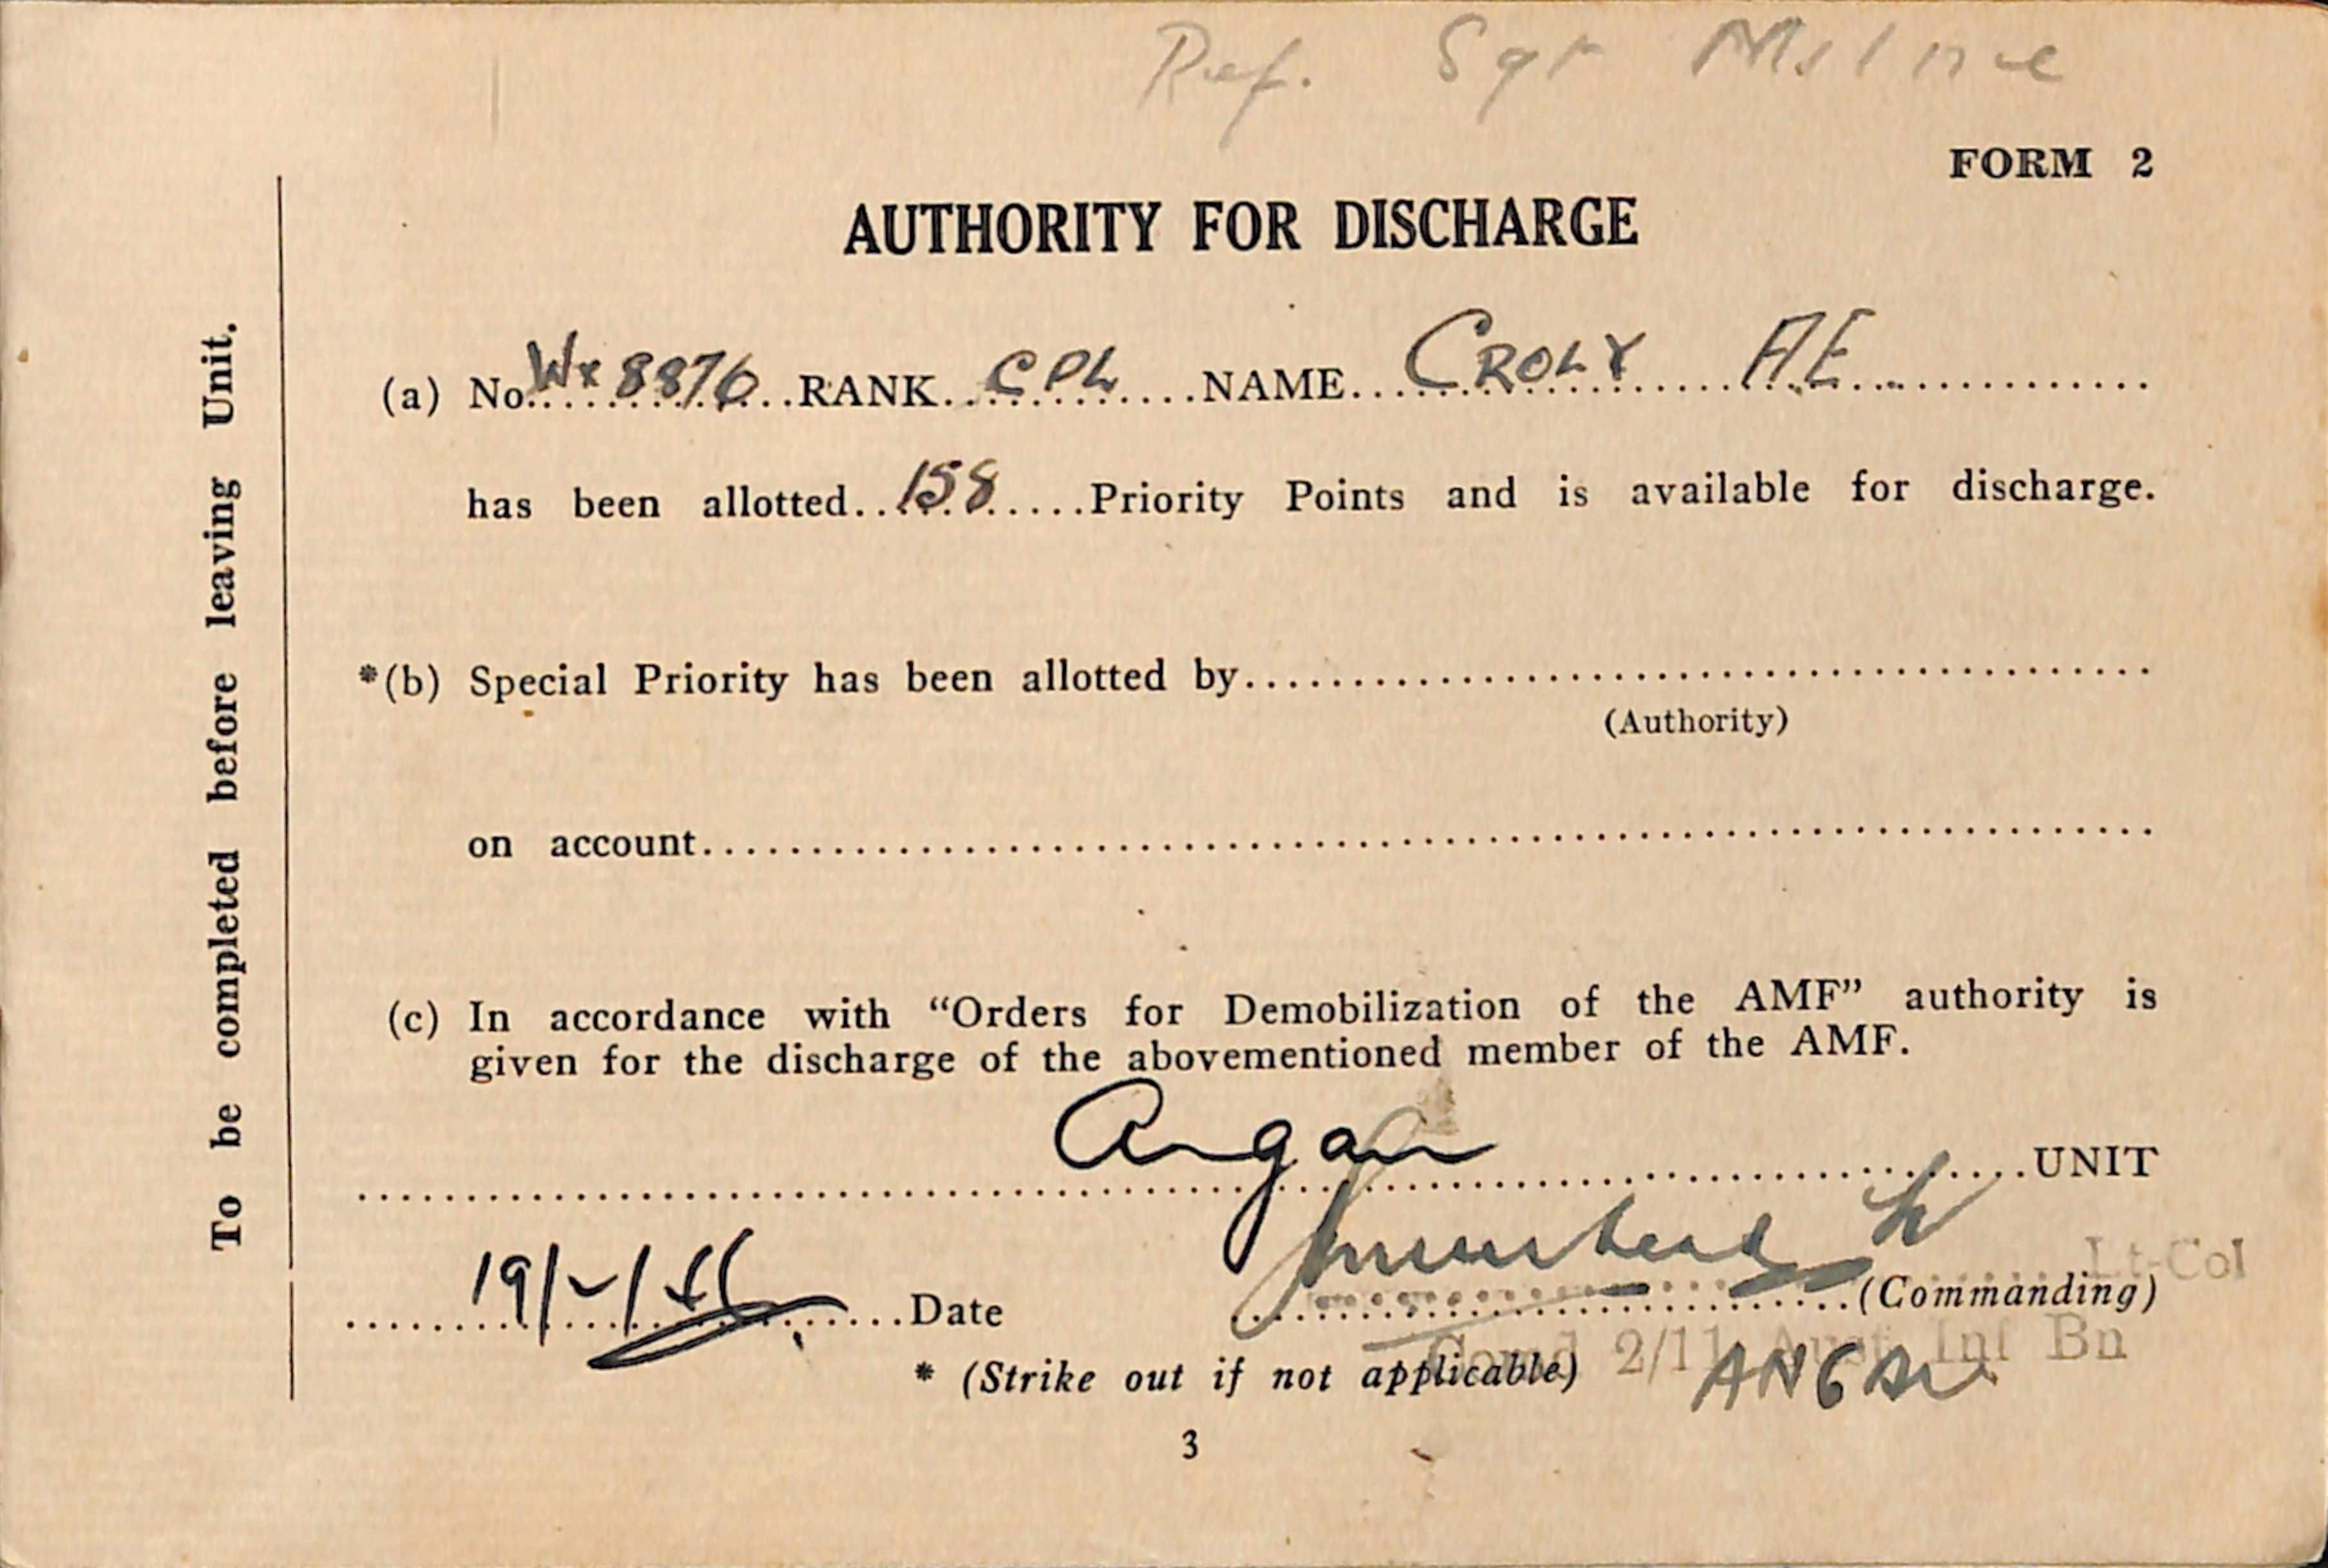 Ref. Sgt Milne
FORM 2
AUTHORITY FOR DISCHARGE
To be completed before leaving Unit.
(a) No. Wx 8876 RANK CPL NAME CROLY A.E.
has been allotted 158 Priority Points and is available for discharge.
*(b) Special Priority has been allotted by
(Authority)
on account
(c) In accordance with “Orders for Demobilization of the AMF” authority is
given for the discharge of the abovementioned member of the AMF.
Angau UNIT
Lt-Col
Date (Commanding)
Comd 2/11 Aust Inf Bn
* (Strike out if not applicable) ANGAU
3